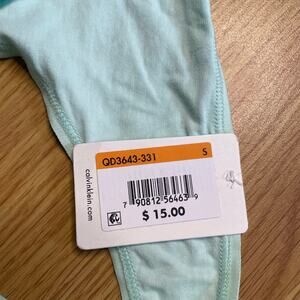 QD3643-331 S
calvinklein.com
7 90812 56463 9
$ 15.00